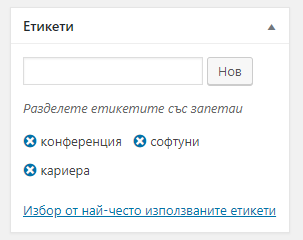 Етикети
Нов
Разделете етикетите със запетаи
конференция софтуни
кариера
Избор от най-често използваните етикети